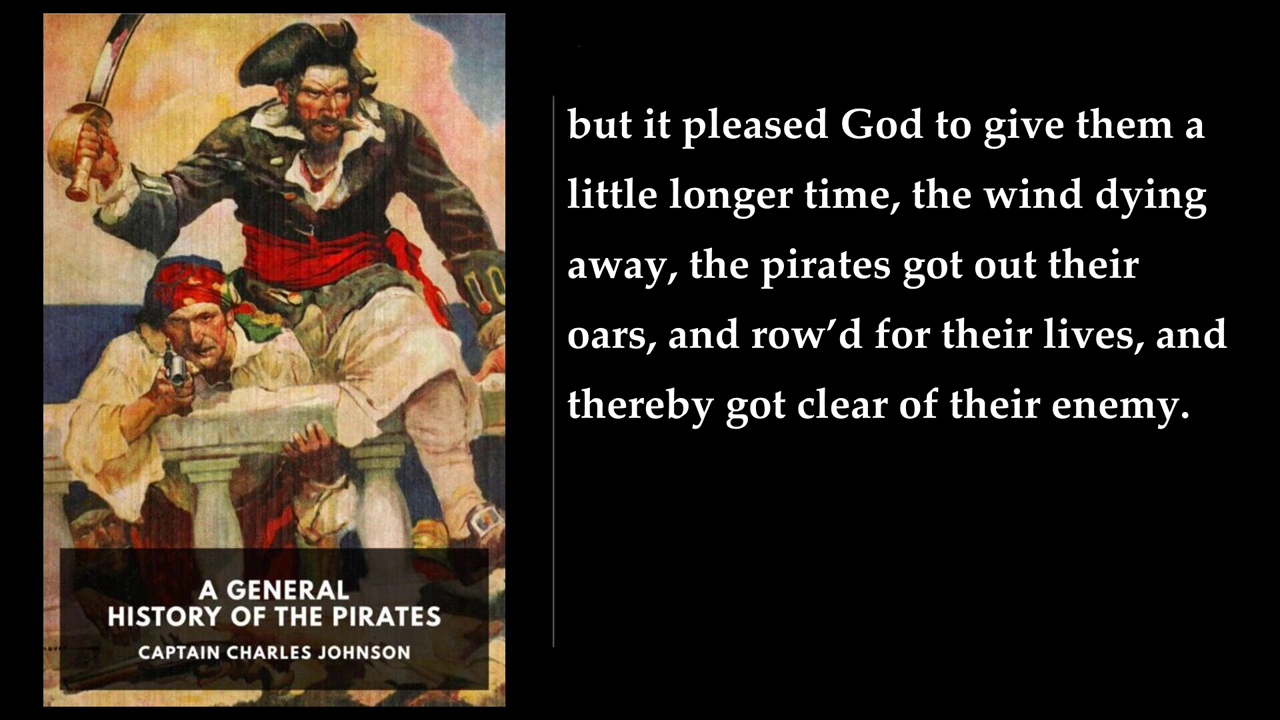 but it pleased God to give them a
little longer time, the wind dying
away, the pirates got out their
oars, and row’d for their lives, and
thereby got clear of their enemy.
A GENERAL
HISTORY OF THE PIRATES
CAPTAIN CHARLES JOHNSON